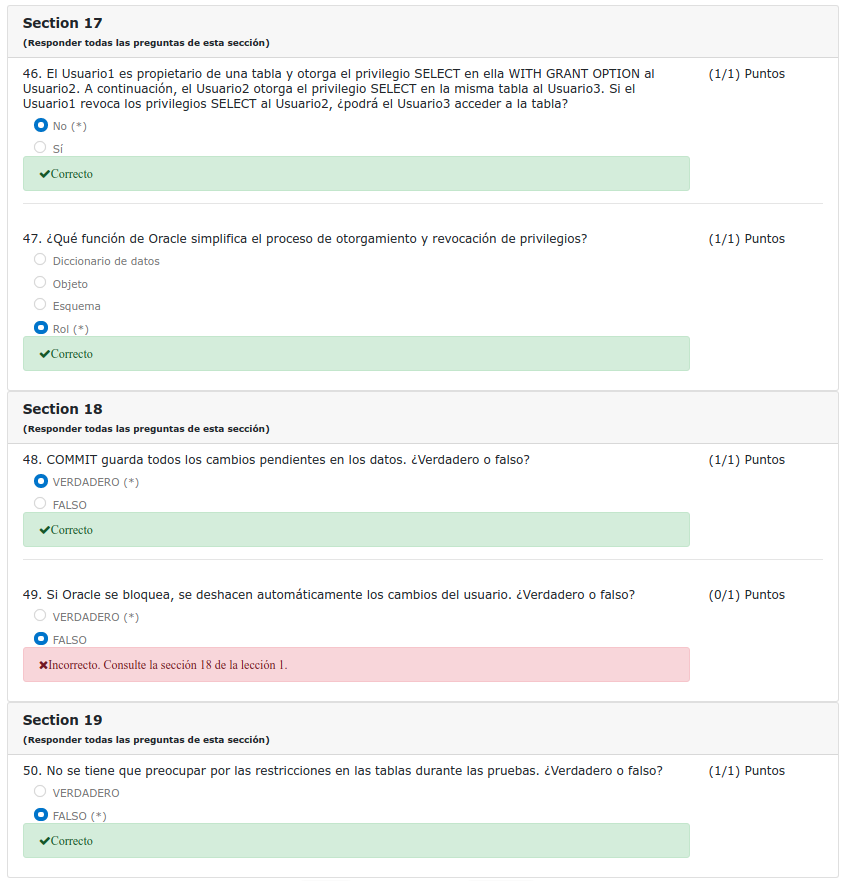 Section 17
(Responder todas las preguntas de esta sección)
46. El Usuario1 es propietario de una tabla y otorga el privilegio SELECT en ella WITH GRANT OPTION al (1/1) Puntos
Usuario2. A continuación, el Usuario2 otorga el privilegio SELECT en la misma tabla al Usuario3. Si el
Usuario1 revoca los privilegios SELECT al Usuario2, ¿podrá el Usuario3 acceder a la tabla?
No (*)
Sí
✔Correcto
47. ¿Qué función de Oracle simplifica el proceso de otorgamiento y revocación de privilegios? (1/1) Puntos
Diccionario de datos
Objeto
Esquema
Rol (*)
✔Correcto
Section 18
(Responder todas las preguntas de esta sección)
48. COMMIT guarda todos los cambios pendientes en los datos. ¿Verdadero o falso? (1/1) Puntos
VERDADERO (*)
FALSO
✔Correcto
49. Si Oracle se bloquea, se deshacen automáticamente los cambios del usuario. ¿Verdadero o falso? (0/1) Puntos
VERDADERO (*)
FALSO
✖Incorrecto. Consulte la sección 18 de la lección 1.
Section 19
(Responder todas las preguntas de esta sección)
50. No se tiene que preocupar por las restricciones en las tablas durante las pruebas. ¿Verdadero o falso? (1/1) Puntos
VERDADERO
FALSO (*)
✔Correcto